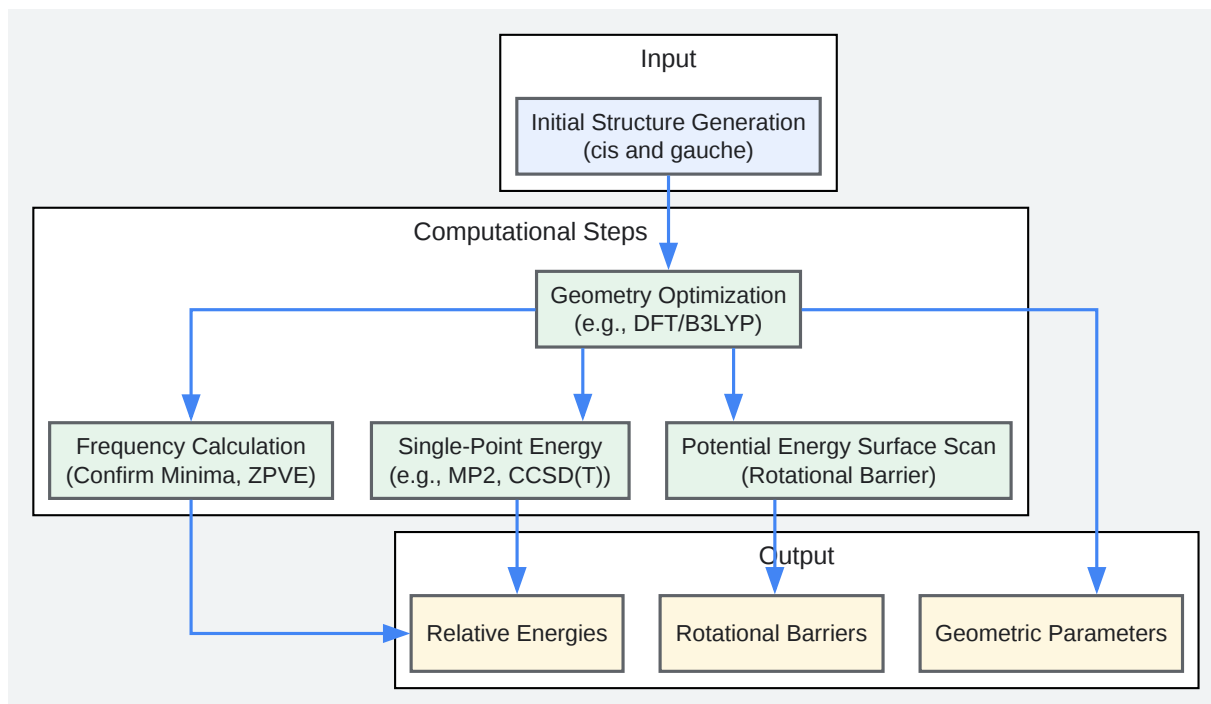 Input
Initial Structure Generation
(cis and gauche)
Computational Steps
Geometry Optimization
(e.g., DFT/B3LYP)
Frequency Calculation
(Confirm Minima, ZPVE)
Single-Point Energy
(e.g., MP2, CCSD(T))
Potential Energy Surface Scan
(Rotational Barrier)
Output
Relative Energies
Rotational Barriers
Geometric Parameters